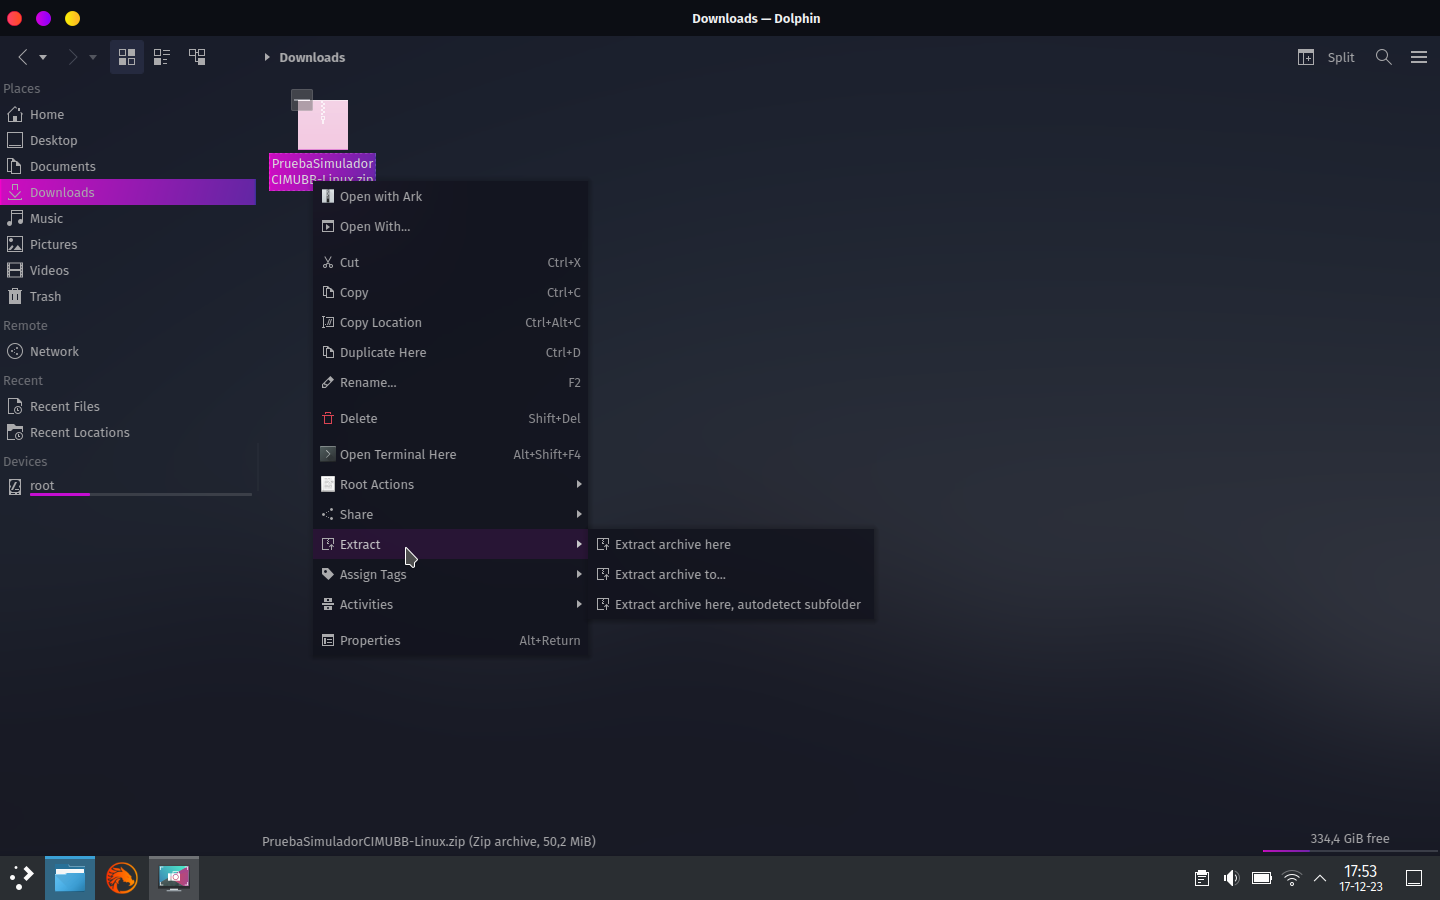 Downloads — Dolphin
Downloads
Split
Places
Home
Desktop
Documents
Downloads
Music
Pictures
Videos
Trash
Remote
Network
Recent
Recent Files
Recent Locations
Devices
root
PruebaSimulador
CIMUBB-Linux.zip
Open with Ark
Open With...
Cut Ctrl+X
Copy Ctrl+C
Copy Location Ctrl+Alt+C
Duplicate Here Ctrl+D
Rename... F2
Delete Shift+Del
Open Terminal Here Alt+Shift+F4
Root Actions
Share
Extract
Assign Tags
Activities
Properties Alt+Return
Extract archive here
Extract archive to...
Extract archive here, autodetect subfolder
PruebaSimuladorCIMUBB-Linux.zip (Zip archive, 50,2 MiB)
334,4 GiB free
17:53
17-12-23